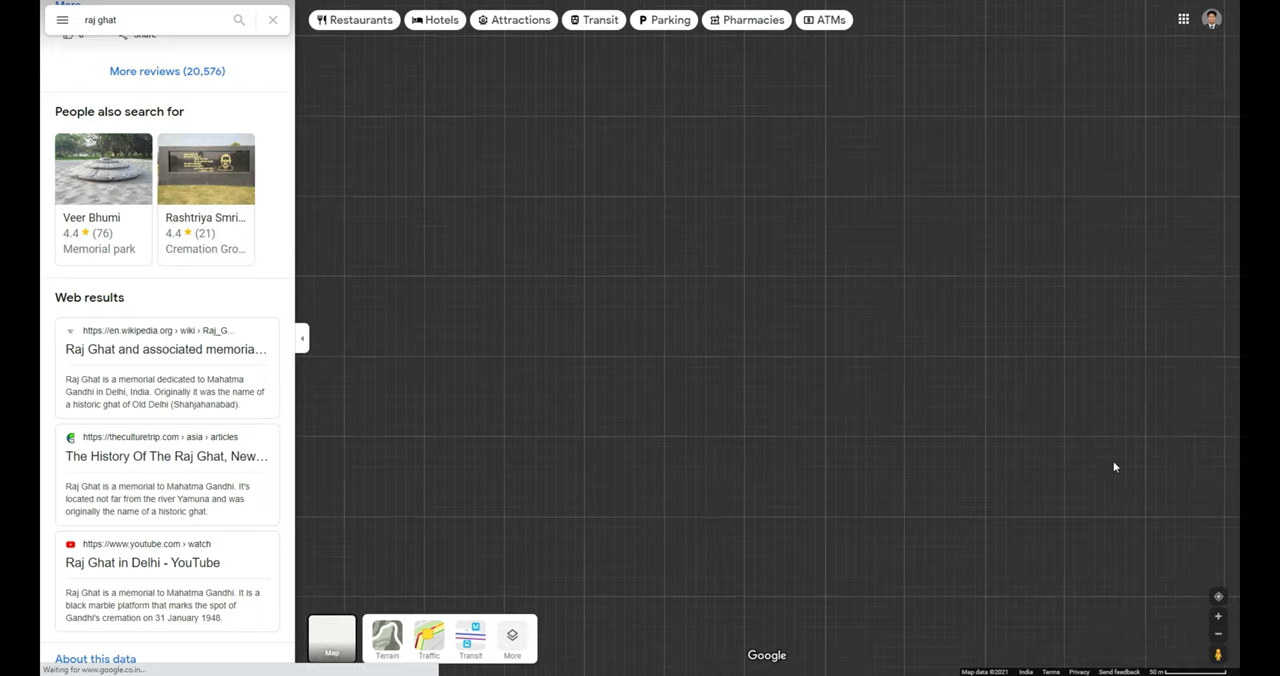 More
raj ghat
Restaurants
Hotels
Attractions
Transit
Parking
Pharmacies
ATMs
Share
More reviews (20,576)
People also search for
Veer Bhumi
4.4 (76)
Memorial park
Rashtriya Smri...
4.4 (21)
Cremation Gro...
Web results
https://en.wikipedia.org › wiki › Raj_G...
Raj Ghat and associated memoria...
Raj Ghat is a memorial dedicated to Mahatma
Gandhi in Delhi, India. Originally it was the name of
a historic ghat of Old Delhi (Shahjahanabad).
https://theculturetrip.com › asia › articles
The History Of The Raj Ghat, New...
Raj Ghat is a memorial to Mahatma Gandhi. It's
located not far from the river Yamuna and was
originally the name of a historic ghat.
https://www.youtube.com › watch
Raj Ghat in Delhi - YouTube
Raj Ghat is a memorial to Mahatma Gandhi. It is a
black marble platform that marks the spot of
Gandhi's cremation on 31 January 1948.
About this data
Waiting for www.google.co.in...
Map
Terrain
Traffic
Transit
More
Google
Map data ©2021 India Terms Privacy Send feedback 50 m